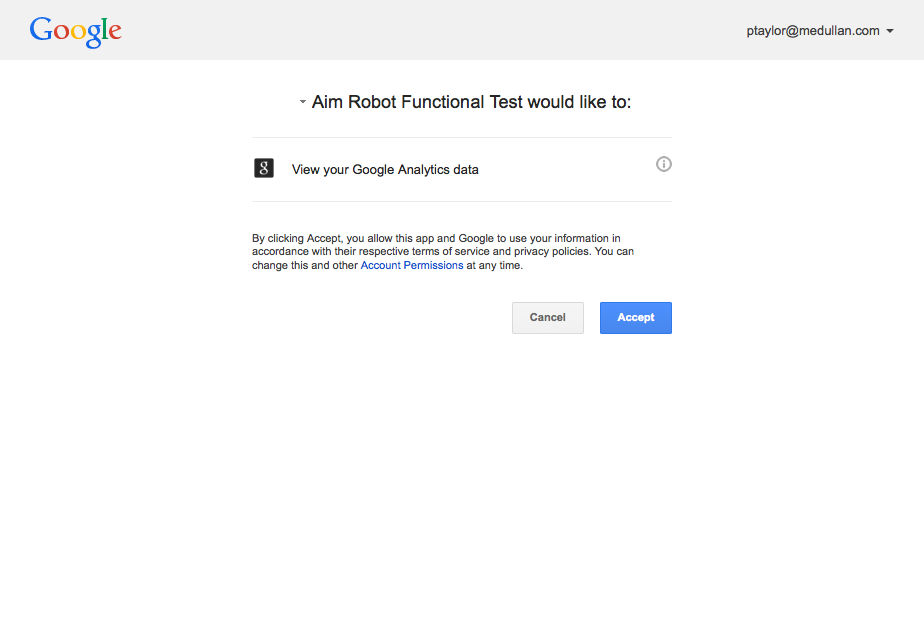 Google
ptaylor@medullan.com
Aim Robot Functional Test would like to:
g
View your Google Analytics data
i
By clicking Accept, you allow this app and Google to use your information in
accordance with their respective terms of service and privacy policies. You can
change this and other Account Permissions at any time.
Cancel
Accept